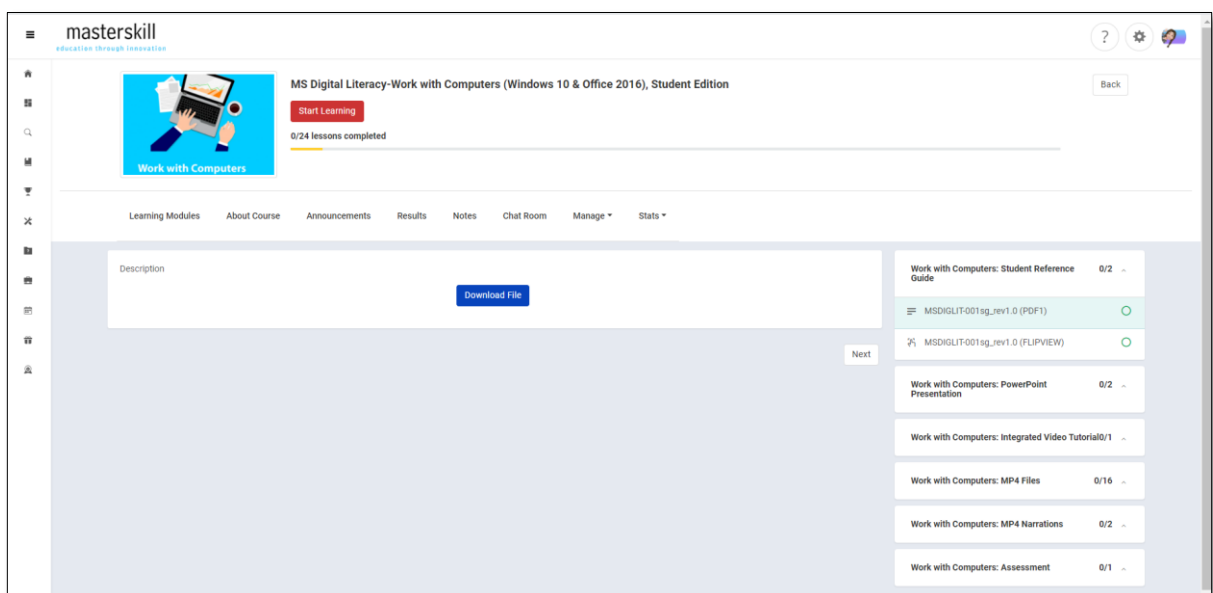 masterskill
education through innovation
?
Work with Computers
MS Digital Literacy-Work with Computers (Windows 10 & Office 2016), Student Edition
Back
Start Learning
0/24 lessons completed
Learning Modules About Course Announcements Results Notes Chat Room Manage Stats
Description
Download File
Next
Work with Computers: Student Reference Guide 0/2
MSDIGLIT-001sg_rev1.0 (PDF1)
MSDIGLIT-001sg_rev1.0 (FLIPVIEW)
Work with Computers: PowerPoint Presentation 0/2
Work with Computers: Integrated Video Tutorial0/1
Work with Computers: MP4 Files 0/16
Work with Computers: MP4 Narrations 0/2
Work with Computers: Assessment 0/1